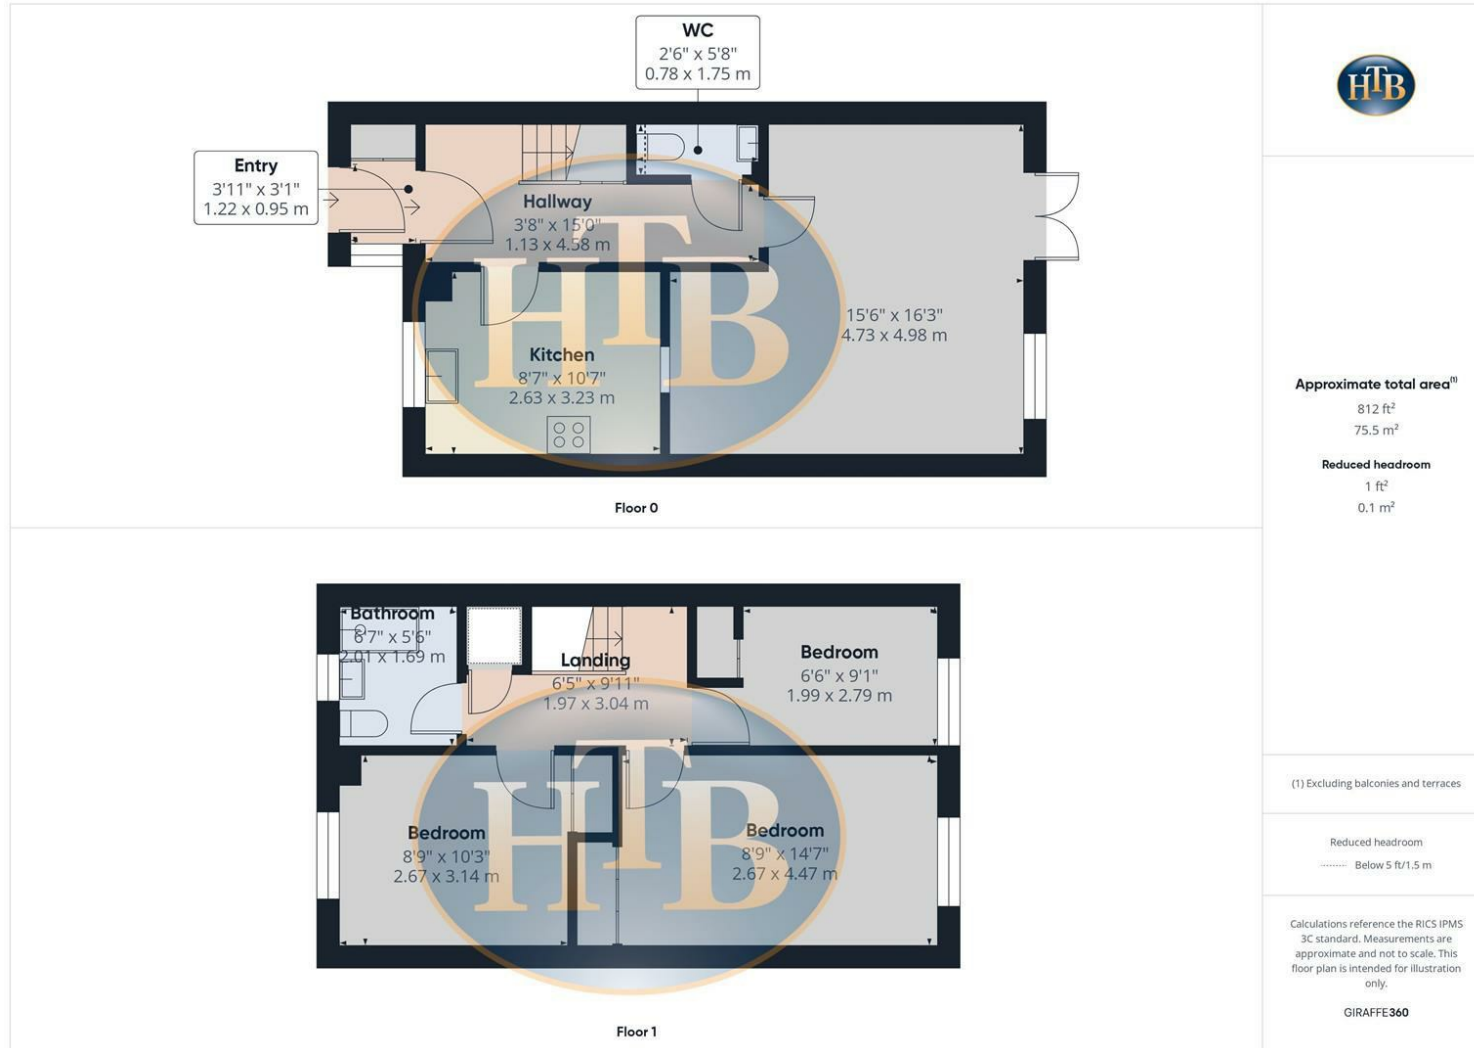 WC
2'6" x 5'8"
0.78 x 1.75 m
Entry
3'11" x 3'1"
1.22 x 0.95 m
Hallway
3'8" x 15'0"
1.13 x 4.58 m
Kitchen
8'7" x 10'7"
2.63 x 3.23 m
15'6" x 16'3"
4.73 x 4.98 m
HTB
Floor 0
Bathroom
6'7" x 5'6"
2.01 x 1.69 m
Landing
6'5" x 9'11"
1.97 x 3.04 m
Bedroom
6'6" x 9'1"
1.99 x 2.79 m
Bedroom
8'9" x 10'3"
2.67 x 3.14 m
Bedroom
8'9" x 14'7"
2.67 x 4.47 m
HTB
Floor 1
HTB
Approximate total area⁽¹⁾
812 ft²
75.5 m²
Reduced headroom
1 ft²
0.1 m²
(1) Excluding balconies and terraces
Reduced headroom
Below 5 ft/1.5 m
Calculations reference the RICS IPMS
3C standard. Measurements are
approximate and not to scale. This
floor plan is intended for illustration
only.
GIRAFFE360